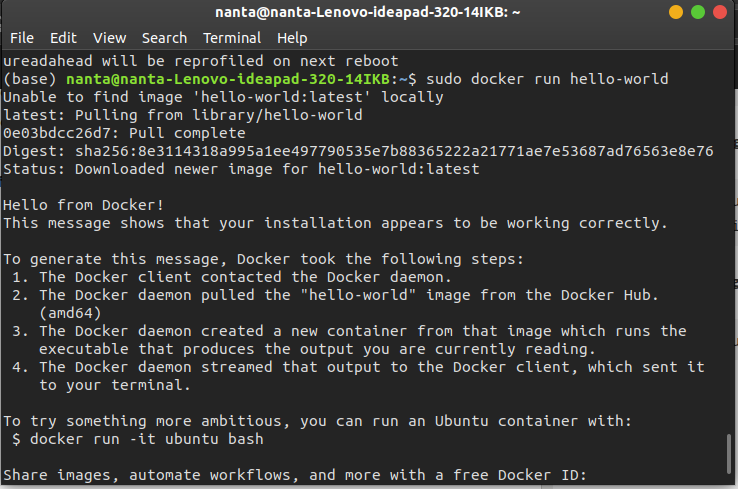 nanta@nanta-Lenovo-ideapad-320-14IKB: ~
File Edit View Search Terminal Help
ureadahead will be reprofiled on next reboot
(base) nanta@nanta-Lenovo-ideapad-320-14IKB:~$ sudo docker run hello-world
Unable to find image 'hello-world:latest' locally
latest: Pulling from library/hello-world
0e03bdcc26d7: Pull complete
Digest: sha256:8e3114318a995a1ee497790535e7b88365222a21771ae7e53687ad76563e8e76
Status: Downloaded newer image for hello-world:latest
Hello from Docker!
This message shows that your installation appears to be working correctly.
To generate this message, Docker took the following steps:
1. The Docker client contacted the Docker daemon.
2. The Docker daemon pulled the "hello-world" image from the Docker Hub.
(amd64)
3. The Docker daemon created a new container from that image which runs the
executable that produces the output you are currently reading.
4. The Docker daemon streamed that output to the Docker client, which sent it
to your terminal.
To try something more ambitious, you can run an Ubuntu container with:
$ docker run -it ubuntu bash
Share images, automate workflows, and more with a free Docker ID: